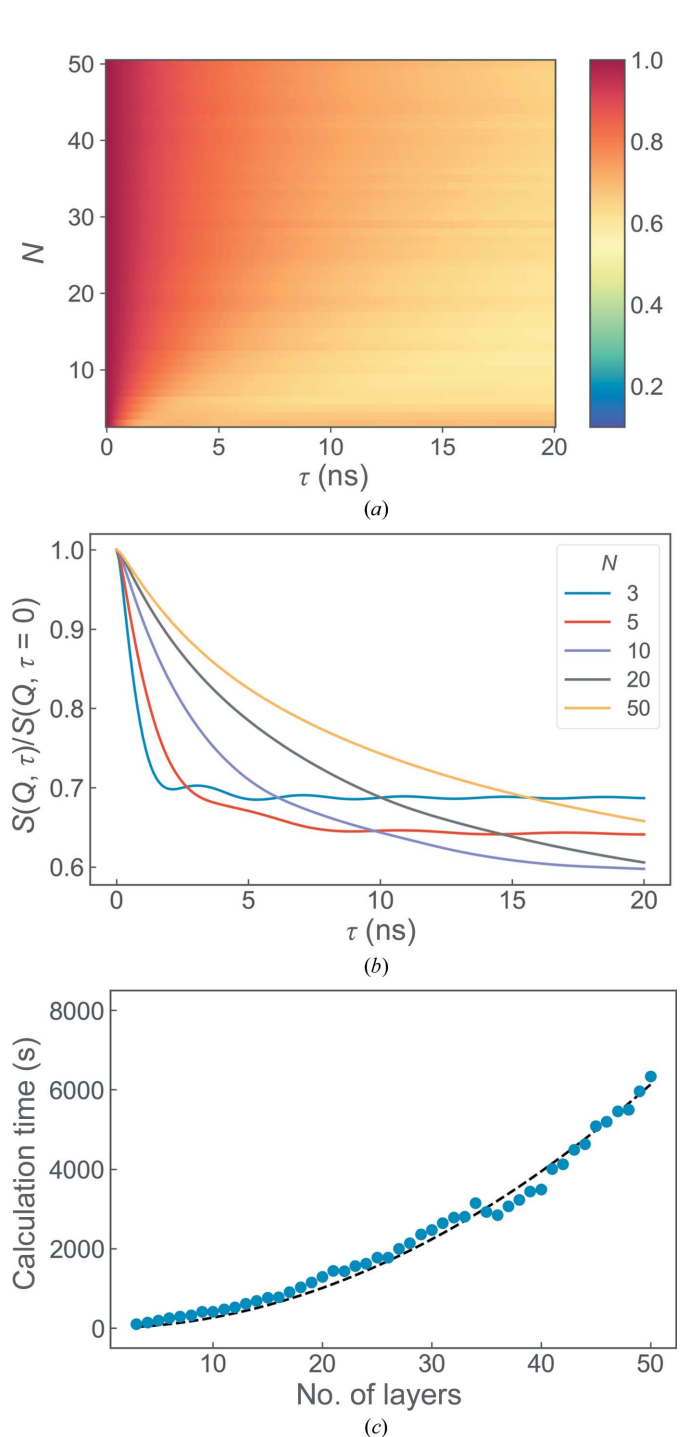 50
40
30
20
10
N
0 5 10 15 20
τ (ns)
1.0
0.8
0.6
0.4
0.2
(a)
1.0
0.9
0.8
0.7
0.6
S(Q, τ)/S(Q, τ = 0)
N
3
5
10
20
50
0 5 10 15 20
τ (ns)
(b)
8000
6000
4000
2000
0
Calculation time (s)
10 20 30 40 50
No. of layers
(c)